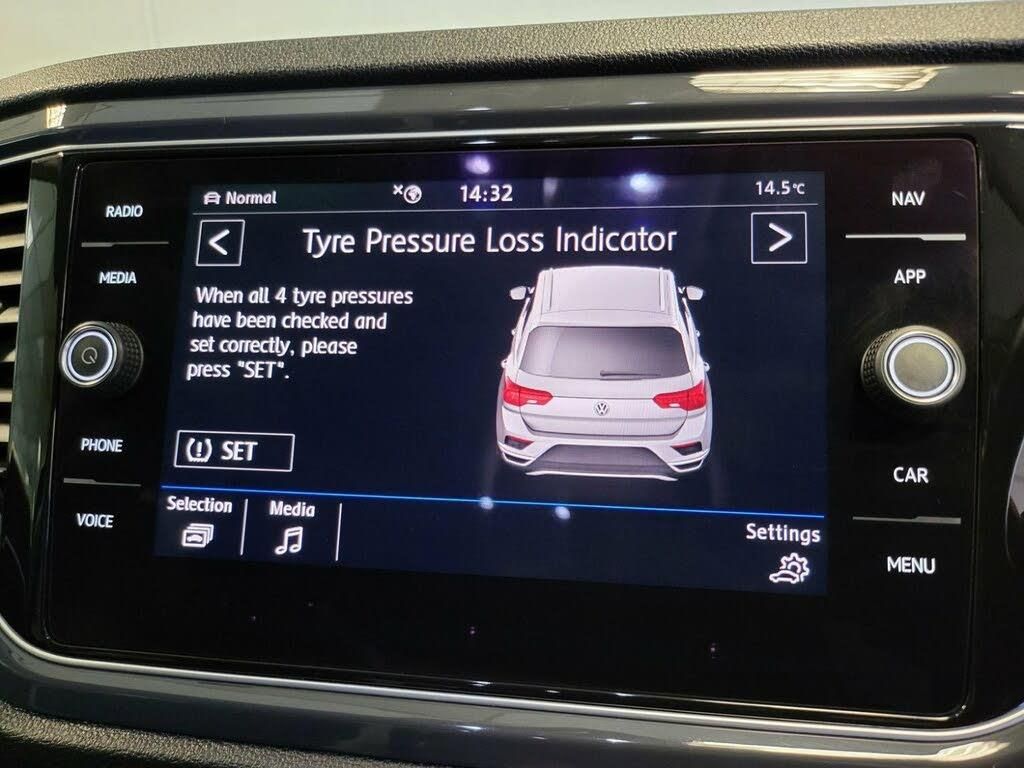 Normal
14:32
14.5°C
Tyre Pressure Loss Indicator
When all 4 tyre pressures
have been checked and
set correctly, please
press "SET".
SET
Selection
Media
Settings
RADIO
MEDIA
PHONE
VOICE
NAV
APP
CAR
MENU